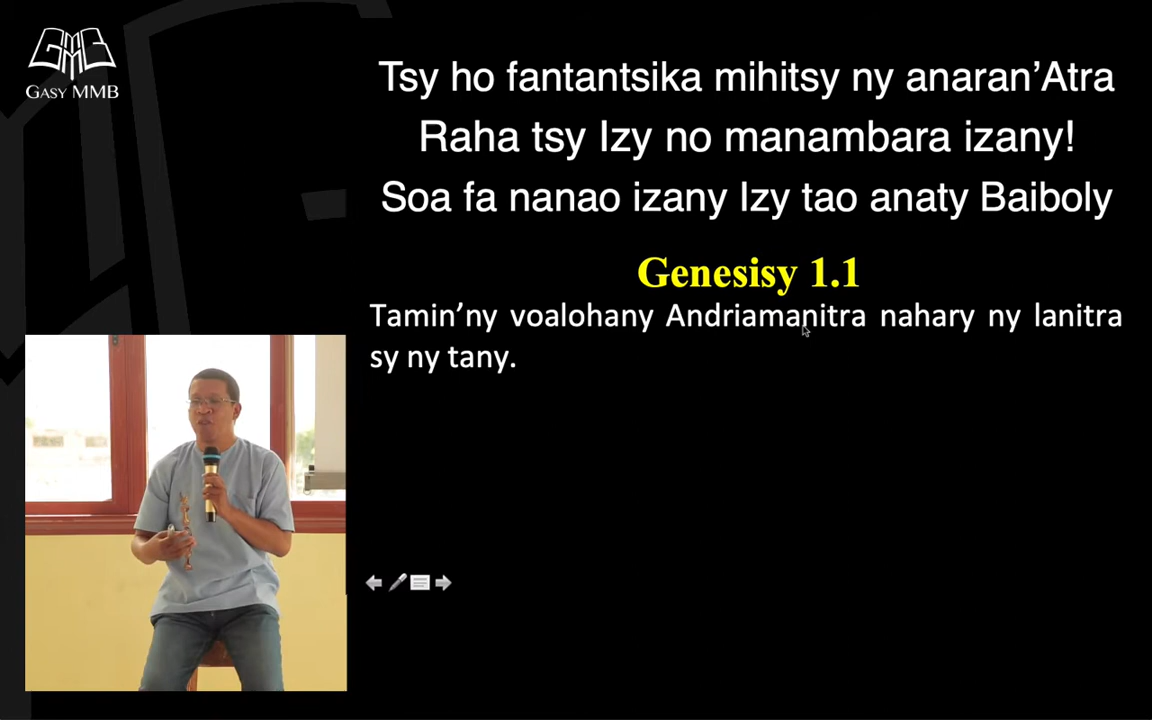 GMMB
GASY MMB
Tsy ho fantantsika mihitsy ny anaran’Atra
Raha tsy Izy no manambara izany!
Soa fa nanao izany Izy tao anaty Baiboly
Genesisy 1.1
Tamin’ny voalohany Andriamanitra nahary ny lanitra
sy ny tany.